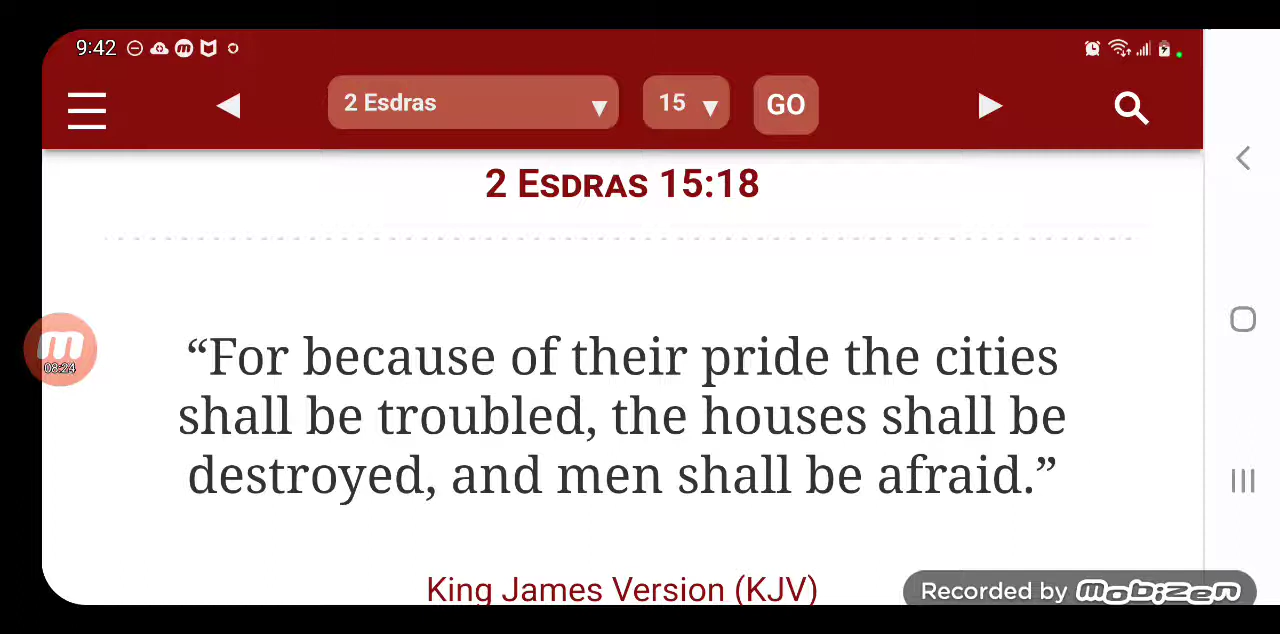 9:42
2 Esdras
15
GO
2 Esdras 15:18
“For because of their pride the cities
shall be troubled, the houses shall be
destroyed, and men shall be afraid.”
m
08:24
King James Version (KJV)
Recorded by mobizen